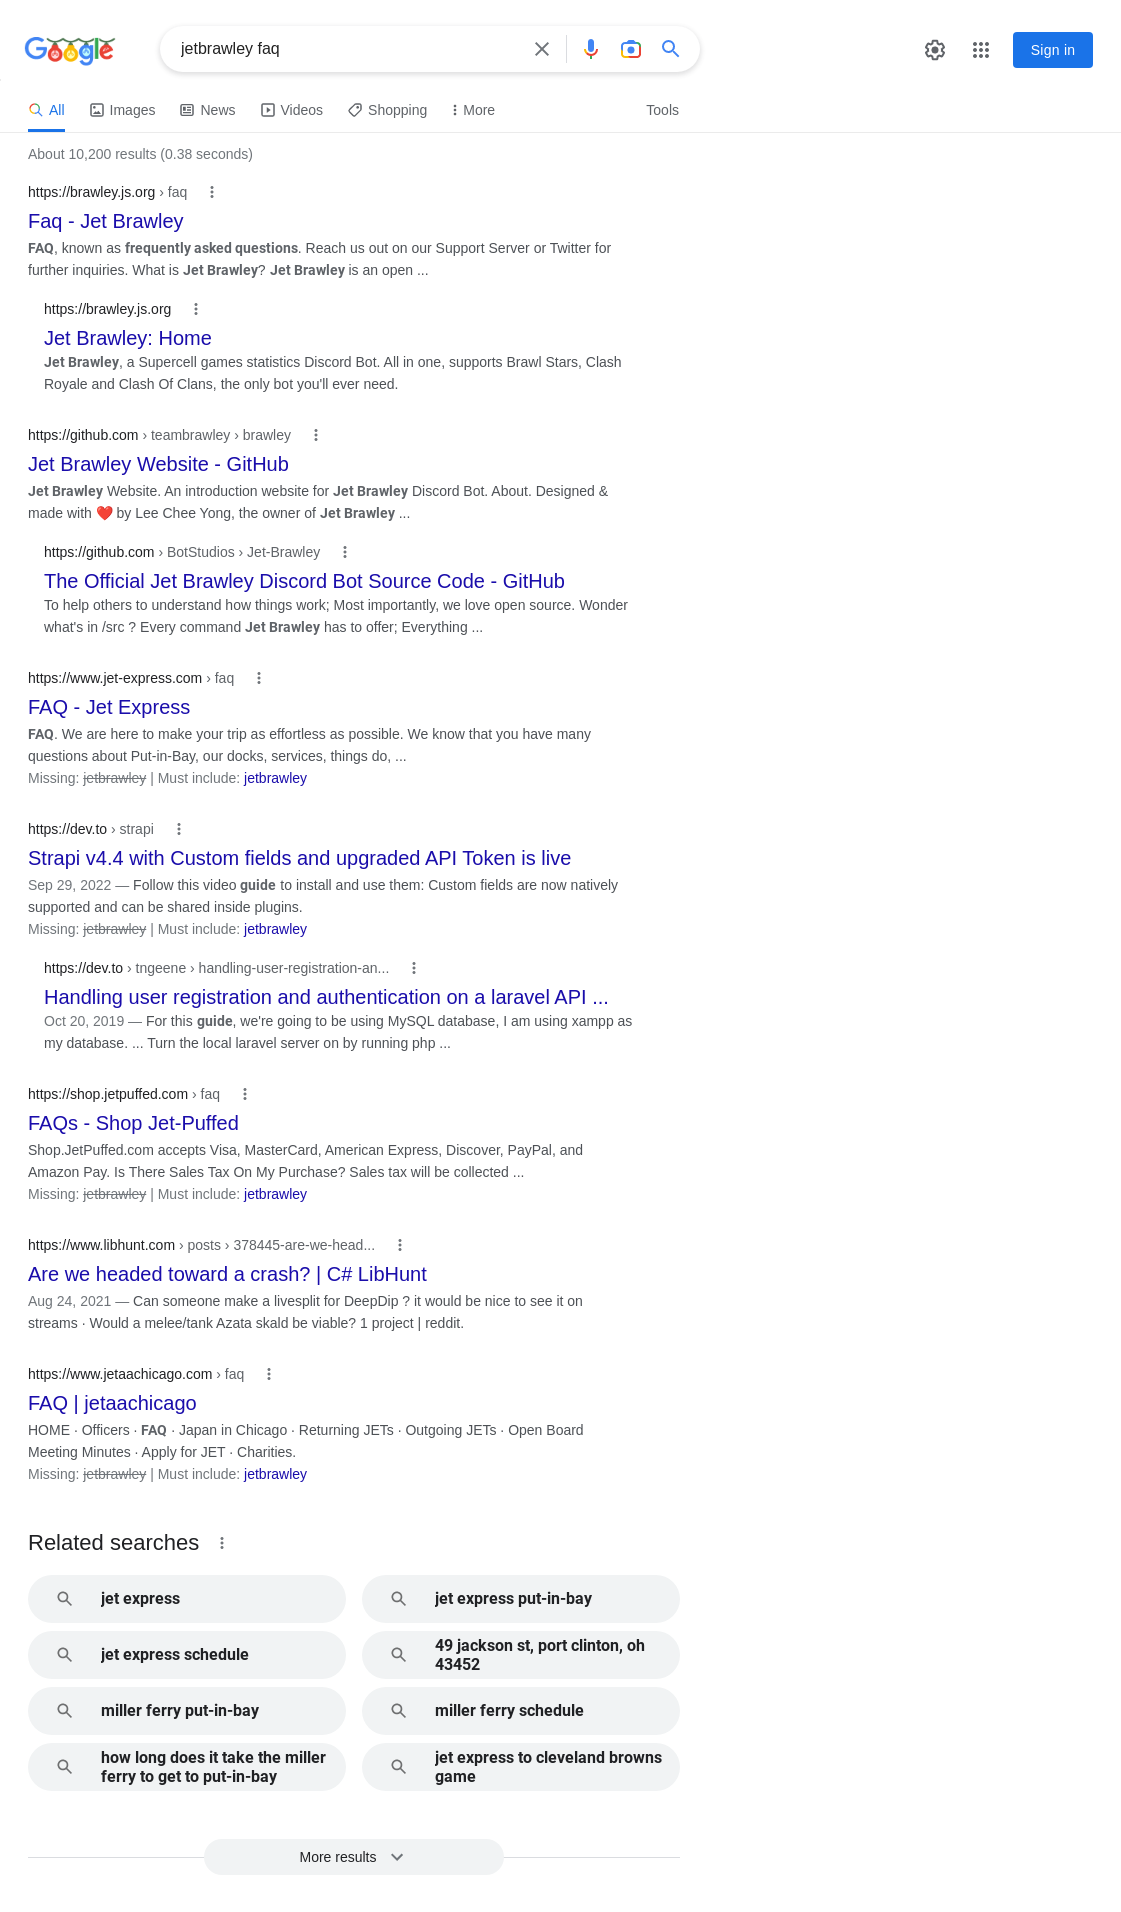 Google
jetbrawley faq
Sign in
All
Images
News
Videos
Shopping
More
Tools
About 10,200 results (0.38 seconds)
https://brawley.js.org › faq
Faq - Jet Brawley
FAQ, known as frequently asked questions. Reach us out on our Support Server or Twitter for
further inquiries. What is Jet Brawley? Jet Brawley is an open ...
https://brawley.js.org
Jet Brawley: Home
Jet Brawley, a Supercell games statistics Discord Bot. All in one, supports Brawl Stars, Clash
Royale and Clash Of Clans, the only bot you'll ever need.
https://github.com › teambrawley › brawley
Jet Brawley Website - GitHub
Jet Brawley Website. An introduction website for Jet Brawley Discord Bot. About. Designed &
made with ❤️ by Lee Chee Yong, the owner of Jet Brawley ...
https://github.com › BotStudios › Jet-Brawley
The Official Jet Brawley Discord Bot Source Code - GitHub
To help others to understand how things work; Most importantly, we love open source. Wonder
what's in /src ? Every command Jet Brawley has to offer; Everything ...
https://www.jet-express.com › faq
FAQ - Jet Express
FAQ. We are here to make your trip as effortless as possible. We know that you have many
questions about Put-in-Bay, our docks, services, things do, ...
Missing: jetbrawley | Must include: jetbrawley
https://dev.to › strapi
Strapi v4.4 with Custom fields and upgraded API Token is live
Sep 29, 2022 — Follow this video guide to install and use them: Custom fields are now natively
supported and can be shared inside plugins.
Missing: jetbrawley | Must include: jetbrawley
https://dev.to › tngeene › handling-user-registration-an...
Handling user registration and authentication on a laravel API ...
Oct 20, 2019 — For this guide, we're going to be using MySQL database, I am using xampp as
my database. ... Turn the local laravel server on by running php ...
https://shop.jetpuffed.com › faq
FAQs - Shop Jet-Puffed
Shop.JetPuffed.com accepts Visa, MasterCard, American Express, Discover, PayPal, and
Amazon Pay. Is There Sales Tax On My Purchase? Sales tax will be collected ...
Missing: jetbrawley | Must include: jetbrawley
https://www.libhunt.com › posts › 378445-are-we-head...
Are we headed toward a crash? | C# LibHunt
Aug 24, 2021 — Can someone make a livesplit for DeepDip ? it would be nice to see it on
streams · Would a melee/tank Azata skald be viable? 1 project | reddit.
https://www.jetaachicago.com › faq
FAQ | jetaachicago
HOME · Officers · FAQ · Japan in Chicago · Returning JETs · Outgoing JETs · Open Board
Meeting Minutes · Apply for JET · Charities.
Missing: jetbrawley | Must include: jetbrawley
Related searches
jet express
jet express put-in-bay
jet express schedule
49 jackson st, port clinton, oh
43452
miller ferry put-in-bay
miller ferry schedule
how long does it take the miller
ferry to get to put-in-bay
jet express to cleveland browns
game
More results